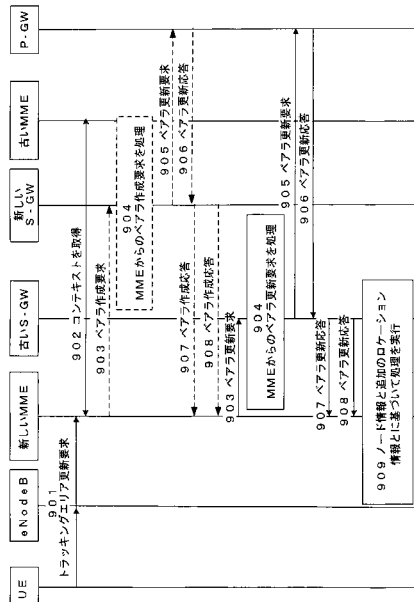 UE
eNodeB
新しいMME
古いS-GW
新しい
S-GW
古いMME
P-GW
901
トラッキングエリア更新要求
902 コンテキストを取得
903 ベアラ作成要求
904
MMEからのベアラ作成要求を処理
905 ベアラ更新要求
906 ベアラ更新応答
907 ベアラ作成応答
908 ベアラ作成応答
903 ベアラ更新要求
904
MMEからのベアラ更新要求を処理
905 ベアラ更新要求
906 ベアラ更新応答
907 ベアラ更新応答
908 ベアラ更新応答
909 ノード情報と追加のロケーション
情報とに基づいて処理を実行